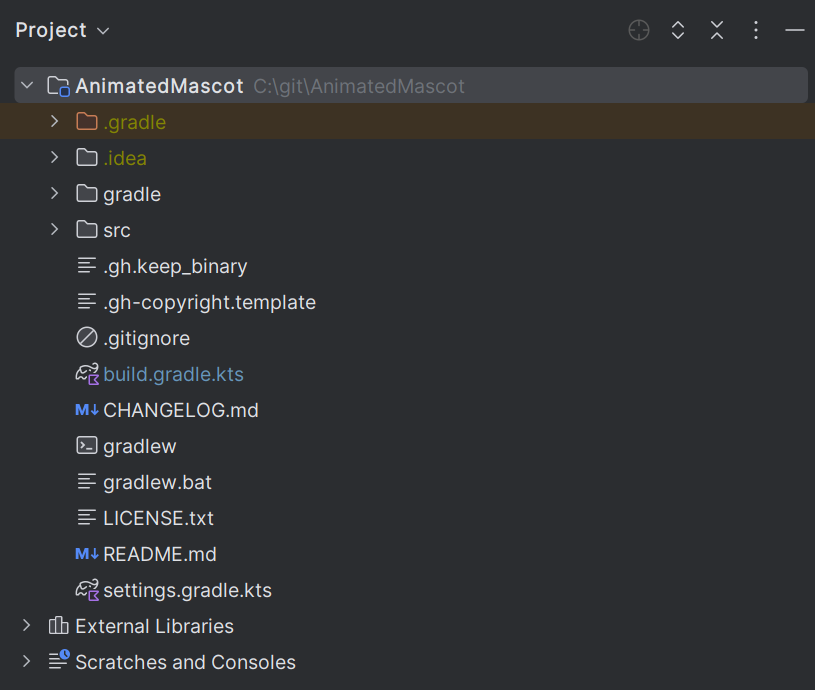 Project
AnimatedMascot C:\git\AnimatedMascot
.gradle
.idea
gradle
src
.gh.keep_binary
.gh-copyright.template
.gitignore
build.gradle.kts
M↓ CHANGELOG.md
gradlew
gradlew.bat
LICENSE.txt
M↓ README.md
settings.gradle.kts
External Libraries
Scratches and Consoles